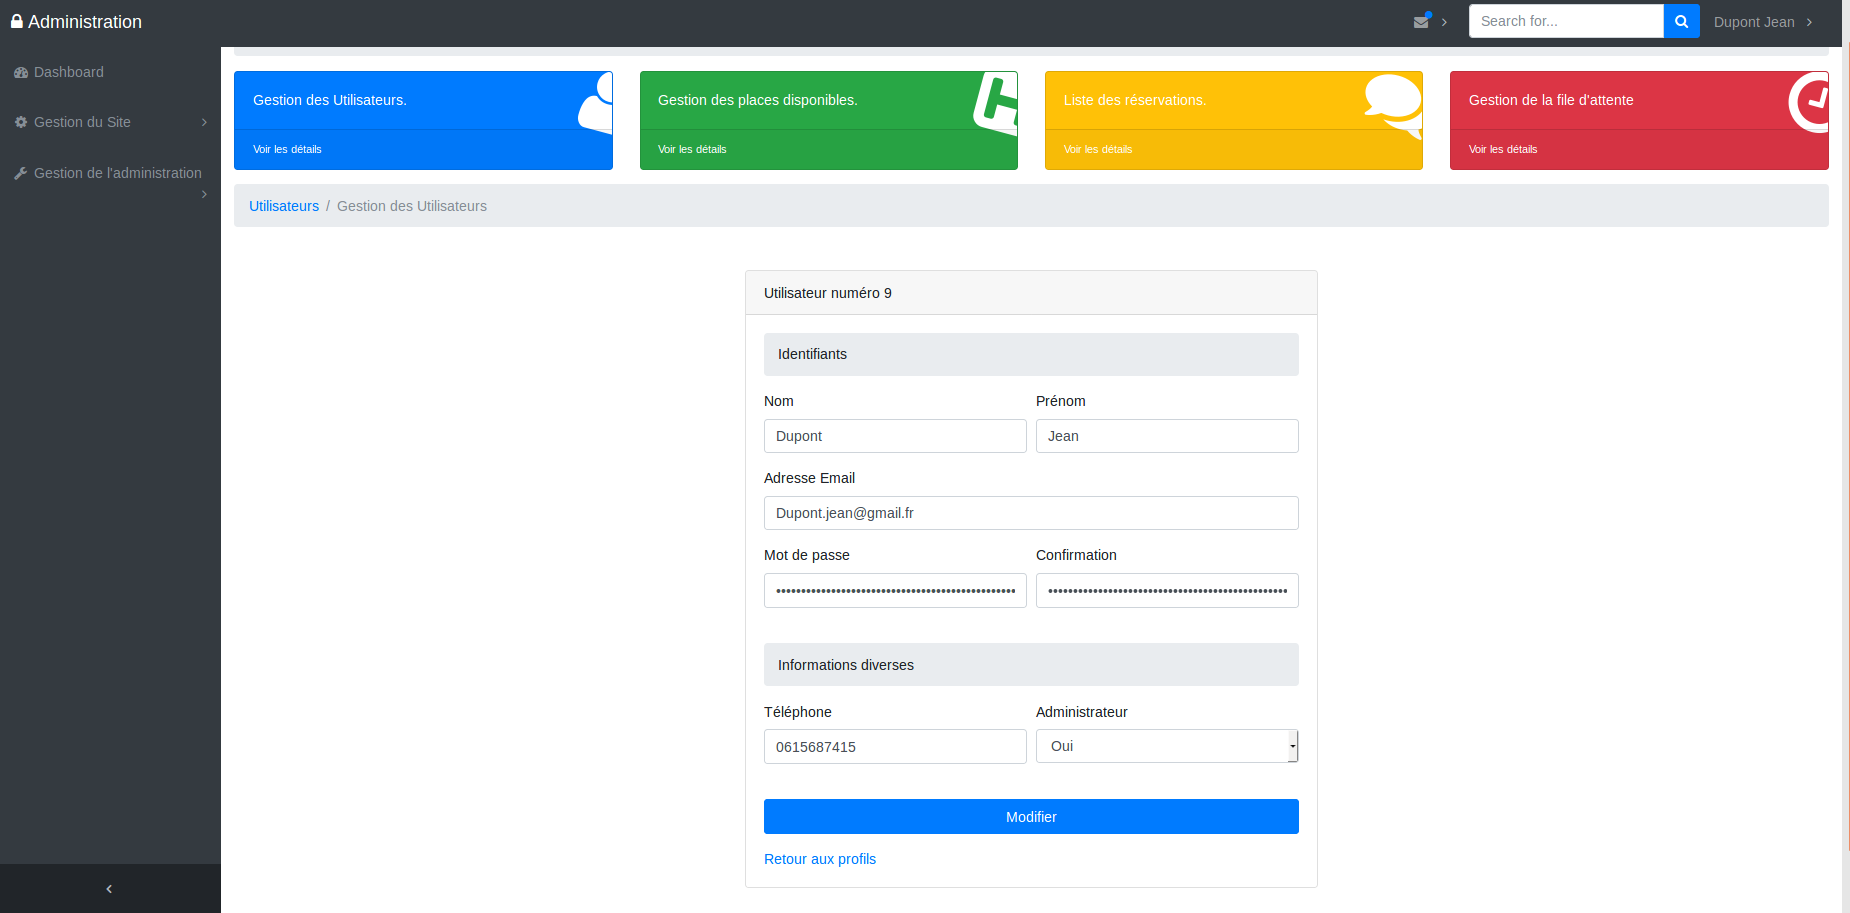 Administration
Search for...
Dupont Jean
Dashboard
Gestion du Site
Gestion de l'administration
Gestion des Utilisateurs.
Voir les détails
Gestion des places disponibles.
Voir les détails
Liste des réservations.
Voir les détails
Gestion de la file d'attente
Voir les détails
Utilisateurs / Gestion des Utilisateurs
Utilisateur numéro 9
Identifiants
Nom Prénom
Dupont Jean
Adresse Email
Dupont.jean@gmail.fr
Mot de passe Confirmation
Informations diverses
Téléphone Administrateur
0615687415 Oui
Modifier
Retour aux profils